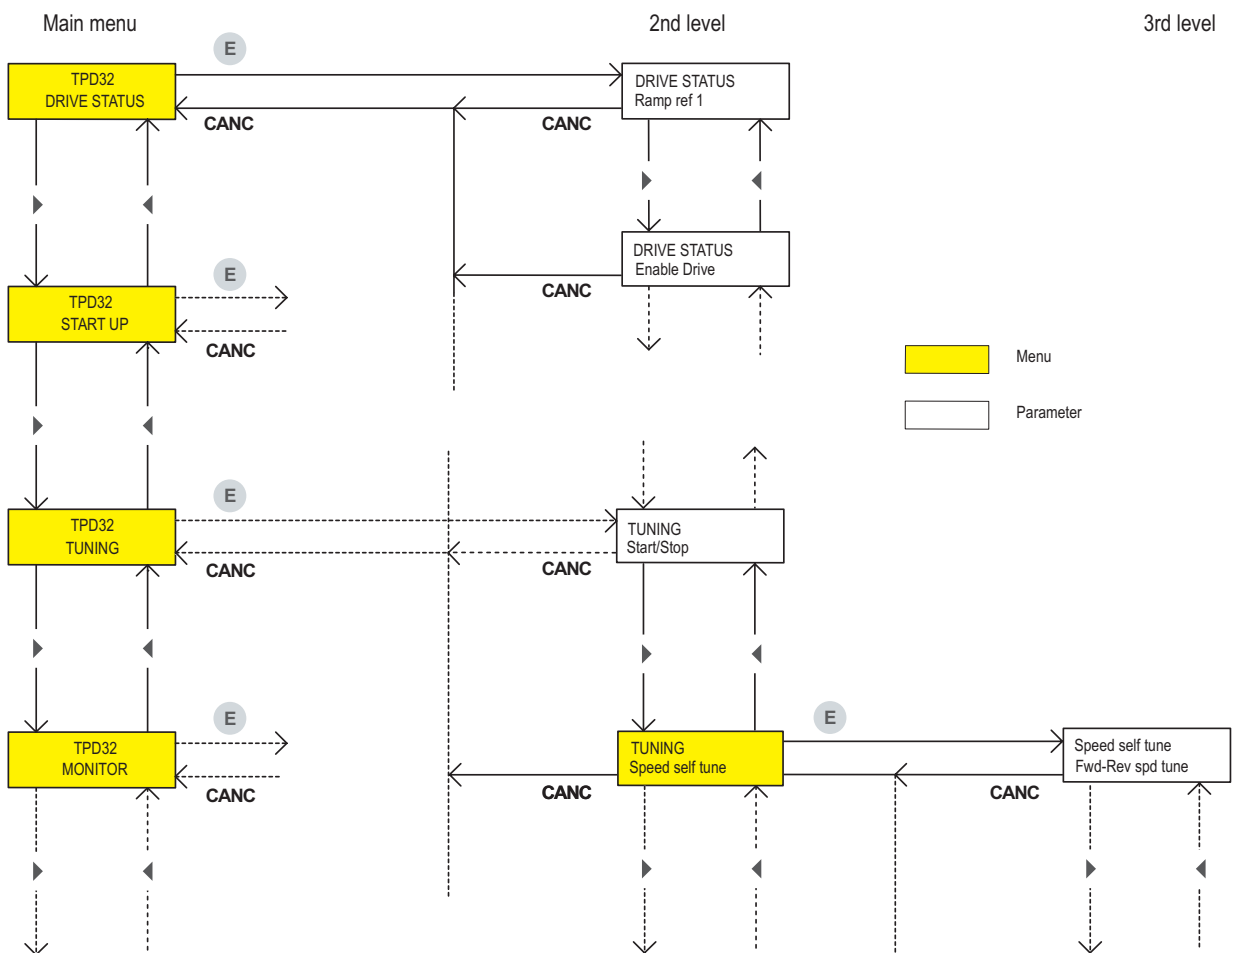 Main menu
2nd level
3rd level
E
TPD32
DRIVE STATUS
CANC
CANC
DRIVE STATUS
Ramp ref 1
DRIVE STATUS
Enable Drive
CANC
E
TPD32
START UP
CANC
Menu
Parameter
E
TPD32
TUNING
CANC
CANC
TUNING
Start/Stop
E
TPD32
MONITOR
CANC
CANC
TUNING
Speed self tune
E
CANC
Speed self tune
Fwd-Rev spd tune